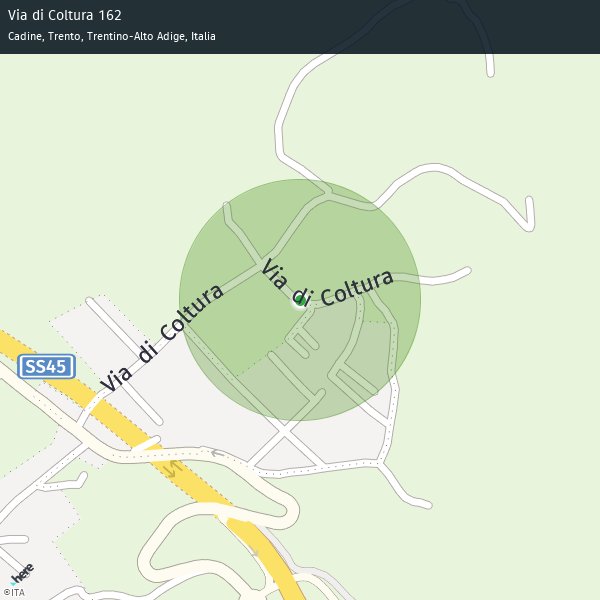 Via di Coltura 162
Cadine, Trento, Trentino-Alto Adige, Italia
Via di Coltura
Via di Coltura
SS45
here
©ITA